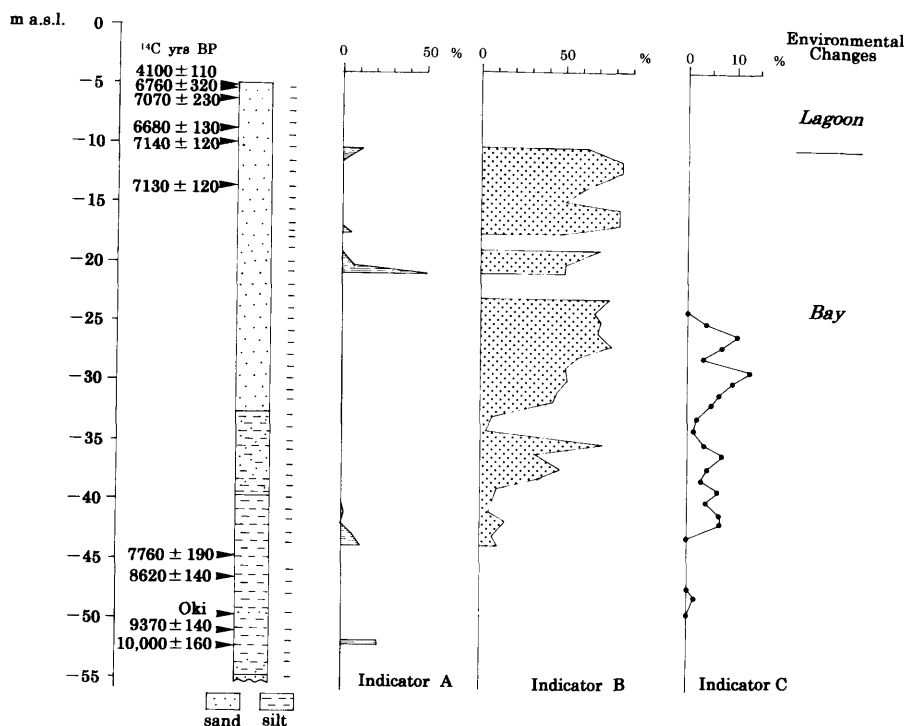 m a.s.l.
0
−5
−10
−15
−20
−25
−30
−35
−40
−45
−50
−55
¹⁴C yrs BP
4100 ± 110
6760 ± 320
7070 ± 230
6680 ± 130
7140 ± 120
7130 ± 120
7760 ± 190
8620 ± 140
Oki
9370 ± 140
10,000 ± 160
sand silt
0 50 %
Indicator A
0 50 %
Indicator B
0 10 %
Indicator C
Environmental
Changes
Lagoon
Bay